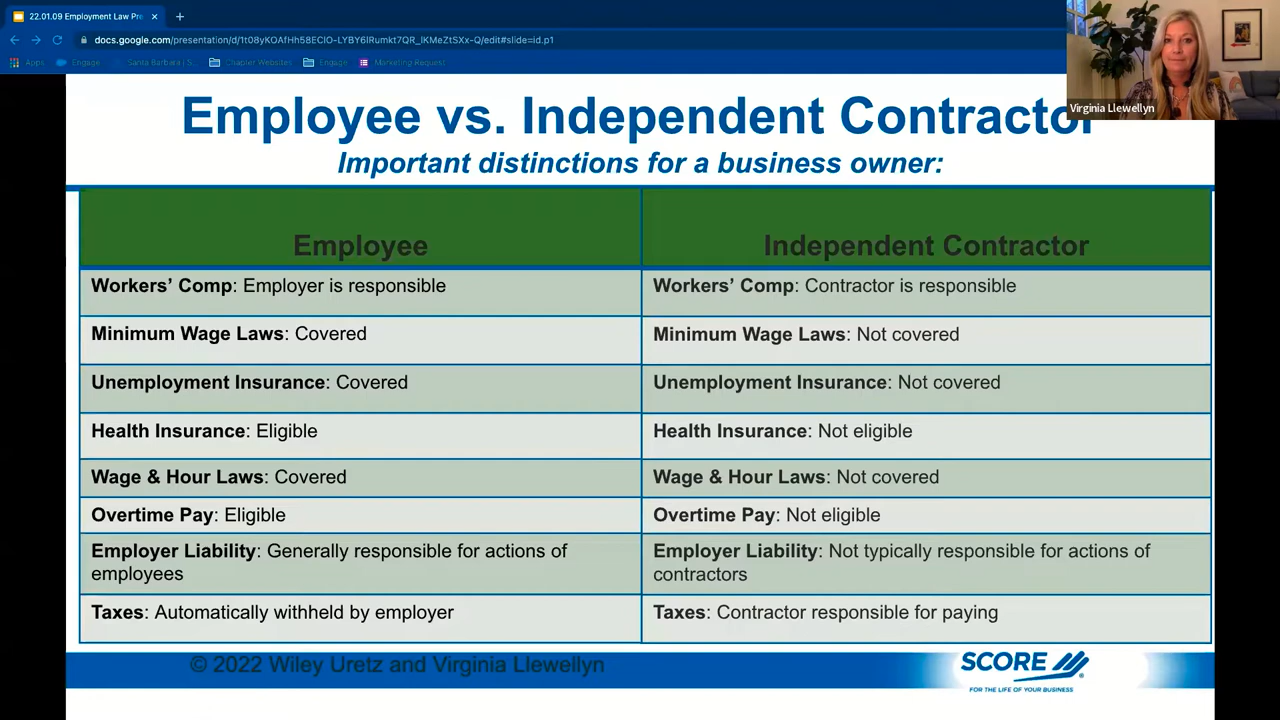 22.01.09 Employment Law Pre
docs.google.com/presentation/d/1t08yKOAfHh58ECIO-LYBY6lRumkt7QR_lKMeZtSXx-Q/edit#slide=id.p1
Apps Engage Santa Barbara | S... Chapter Websites Engage Marketing Request
Virginia Llewellyn
Employee vs. Independent Contractor
Important distinctions for a business owner:
Employee Independent Contractor
Workers' Comp: Employer is responsible Workers' Comp: Contractor is responsible
Minimum Wage Laws: Covered Minimum Wage Laws: Not covered
Unemployment Insurance: Covered Unemployment Insurance: Not covered
Health Insurance: Eligible Health Insurance: Not eligible
Wage & Hour Laws: Covered Wage & Hour Laws: Not covered
Overtime Pay: Eligible Overtime Pay: Not eligible
Employer Liability: Generally responsible for actions of
employees
Employer Liability: Not typically responsible for actions of
contractors
Taxes: Automatically withheld by employer Taxes: Contractor responsible for paying
© 2022 Wiley Uretz and Virginia Llewellyn
SCORE
FOR THE LIFE OF YOUR BUSINESS